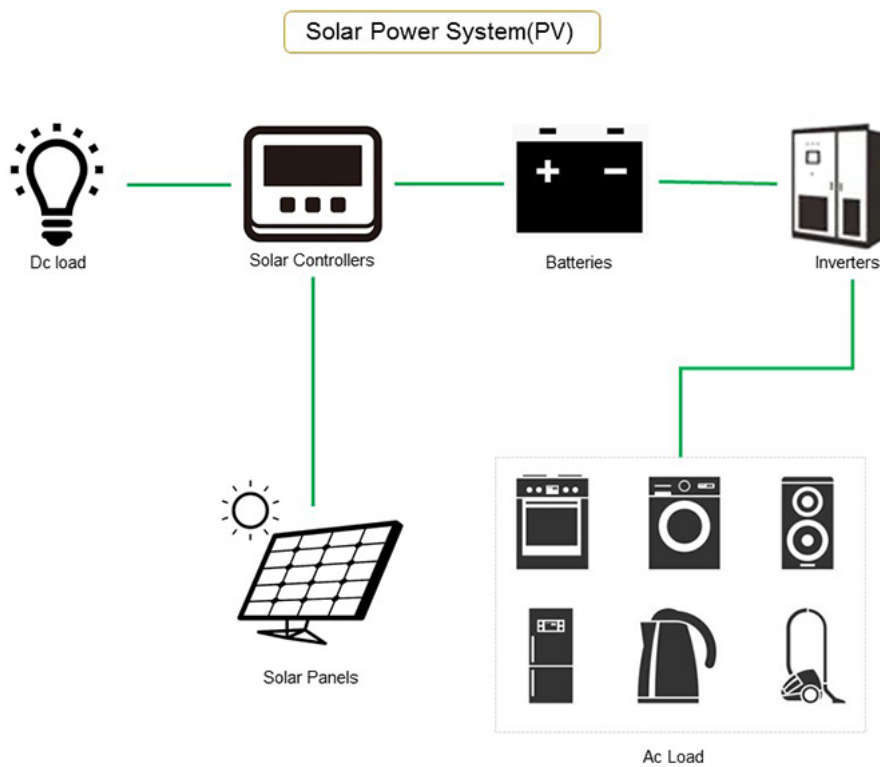 Solar Power System(PV)
Dc load
Solar Controllers
Batteries
Inverters
Solar Panels
Ac Load